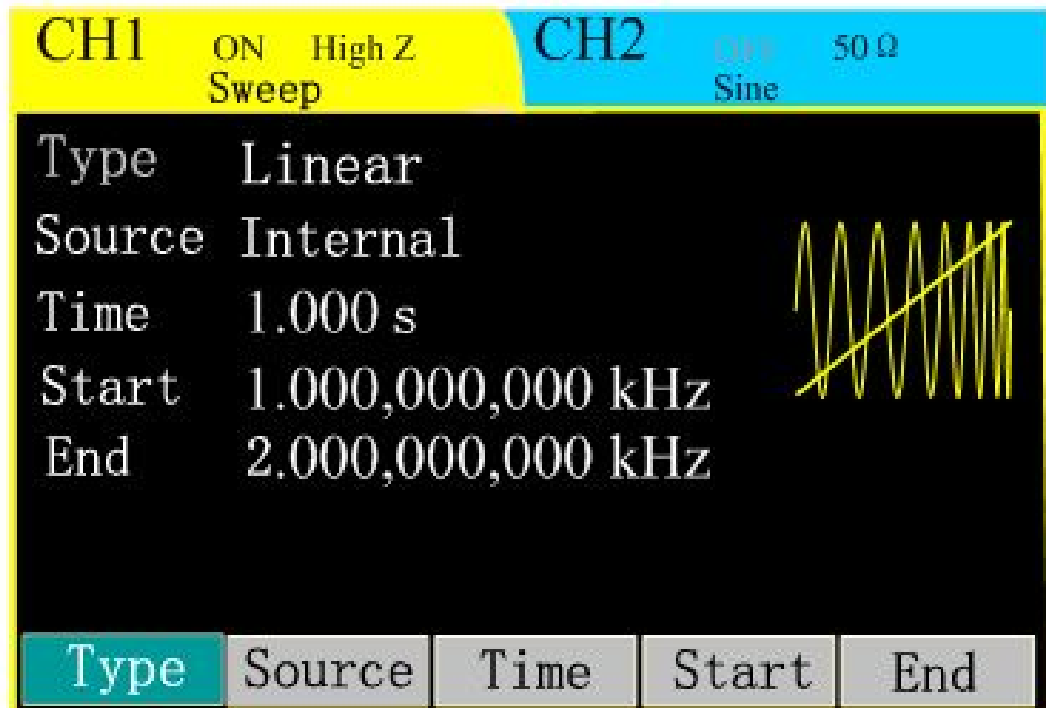 CH1 ON High Z CH2 OFF 50 Ω
Sweep Sine
Type Linear
Source Internal
Time 1.000 s
Start 1.000,000,000 kHz
End 2.000,000,000 kHz
Type Source Time Start End